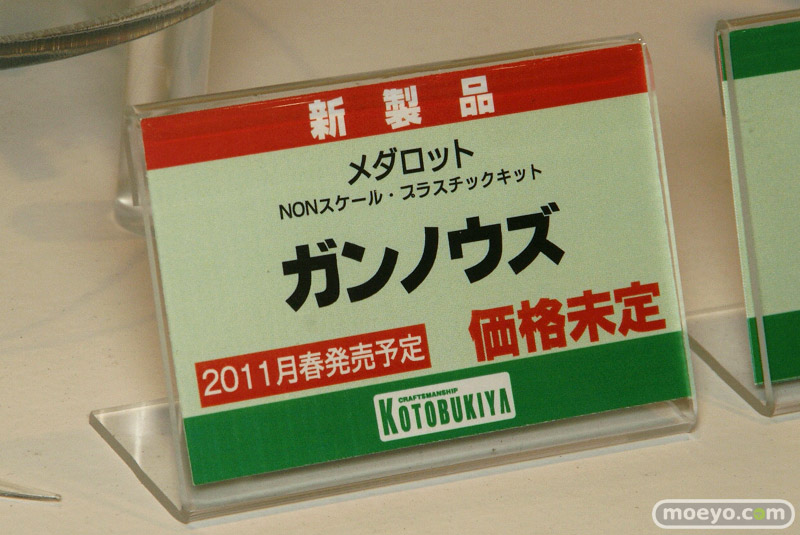 新製品
メダロット
NONスケール・プラスチックキット
ガンノウズ
2011月春発売予定
価格未定
CRAFTSMANSHIP
KOTOBUKIYA
moeyo.com